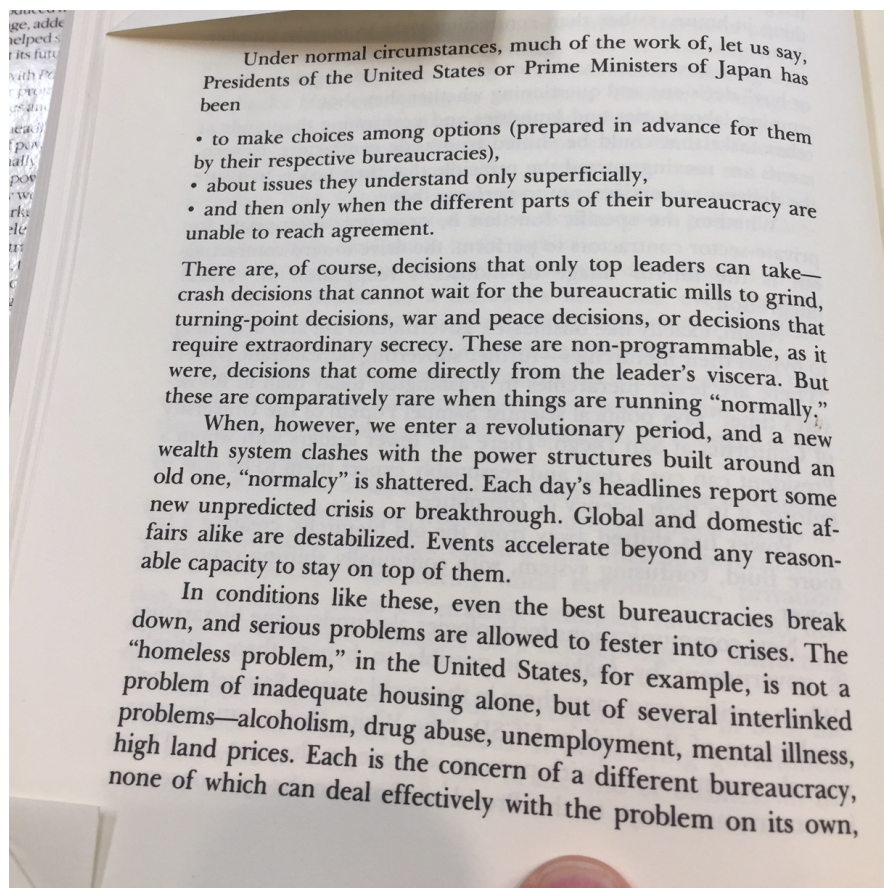 ge, adde
helped s
its futu
with Po
Under normal circumstances, much of the work of, let us say,
Presidents of the United States or Prime Ministers of Japan has
been
• to make choices among options (prepared in advance for them
by their respective bureaucracies),
• about issues they understand only superficially,
• and then only when the different parts of their bureaucracy are
unable to reach agreement.
There are, of course, decisions that only top leaders can take—
crash decisions that cannot wait for the bureaucratic mills to grind,
turning-point decisions, war and peace decisions, or decisions that
require extraordinary secrecy. These are non-programmable, as it
were, decisions that come directly from the leader's viscera. But
these are comparatively rare when things are running “normally.”
When, however, we enter a revolutionary period, and a new
wealth system clashes with the power structures built around an
old one, “normalcy” is shattered. Each day's headlines report some
new unpredicted crisis or breakthrough. Global and domestic af-
fairs alike are destabilized. Events accelerate beyond any reason-
able capacity to stay on top of them.
In conditions like these, even the best bureaucracies break
down, and serious problems are allowed to fester into crises. The
“homeless problem,” in the United States, for example, is not a
problem of inadequate housing alone, but of several interlinked
problems—alcoholism, drug abuse, unemployment, mental illness,
high land prices. Each is the concern of a different bureaucracy,
none of which can deal effectively with the problem on its own,